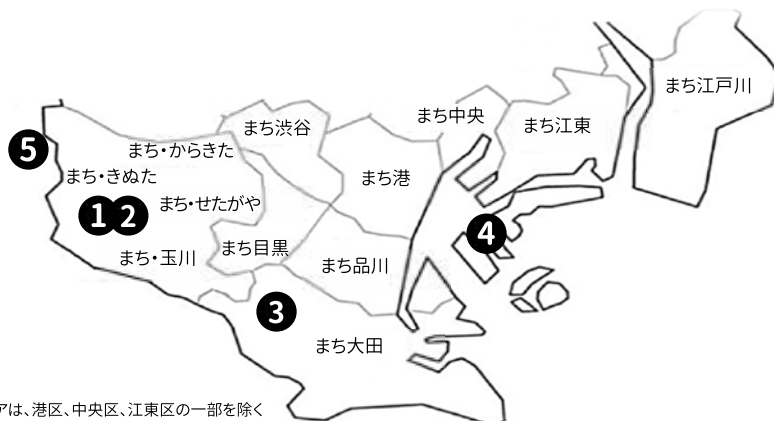 まち江戸川
まち中央
まち渋谷
まち江東
5
まち・からきた
まち・きぬた
まち港
まち・せたがや
1 2
4
まち目黒
まち・玉川
まち品川
3
まち大田
アは、港区、中央区、江東区の一部を除く